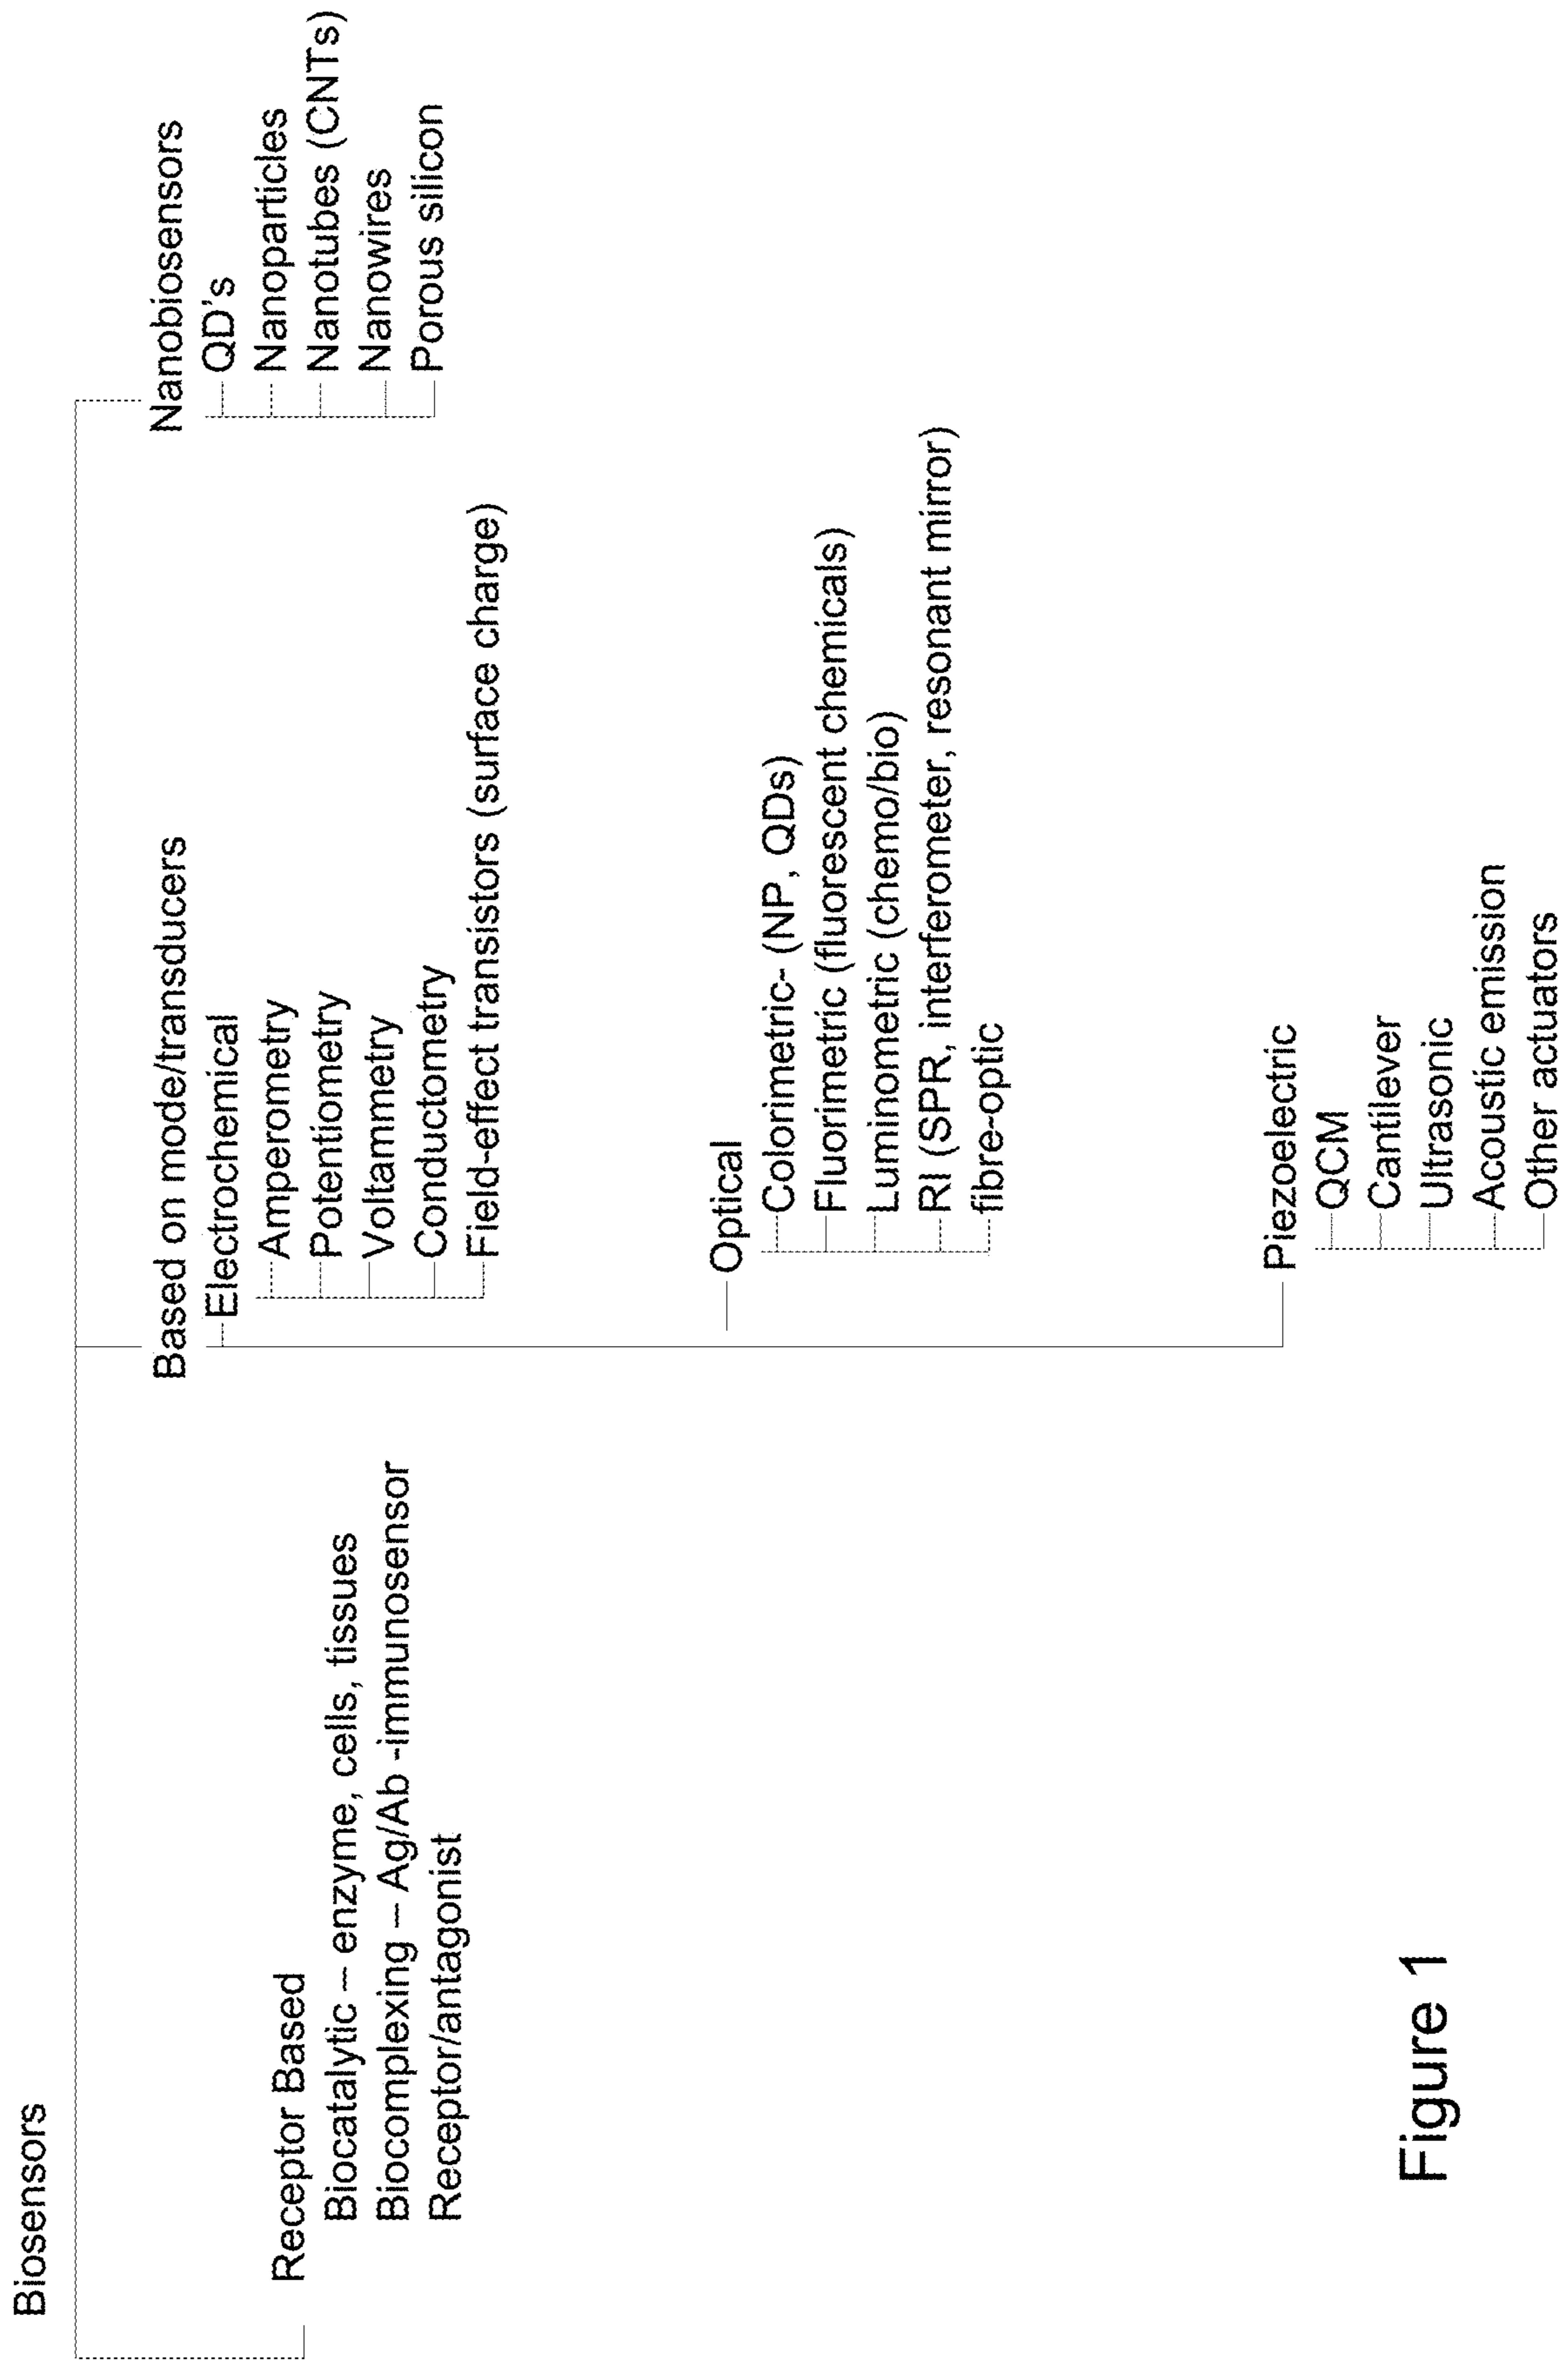 Biosensors
Receptor Based
Biocatalytic – enzyme, cells, tissues
Biocomplexing – Ag/Ab -immunosensor
Receptor/antagonist
Based on mode/transducers
Electrochemical
Amperometry
Potentiometry
Voltammetry
Conductometry
Field-effect transistors (surface charge)
Optical
Colorimetric- (NP, QDs)
Fluorimetric (fluorescent chemicals)
Luminometric (chemo/bio)
RI (SPR, interferometer, resonant mirror)
fibre-optic
Piezoelectric
QCM
Cantilever
Ultrasonic
Acoustic emission
Other actuators
Nanobiosensors
QD's
Nanoparticles
Nanotubes (CNTs)
Nanowires
Porous silicon
Figure 1